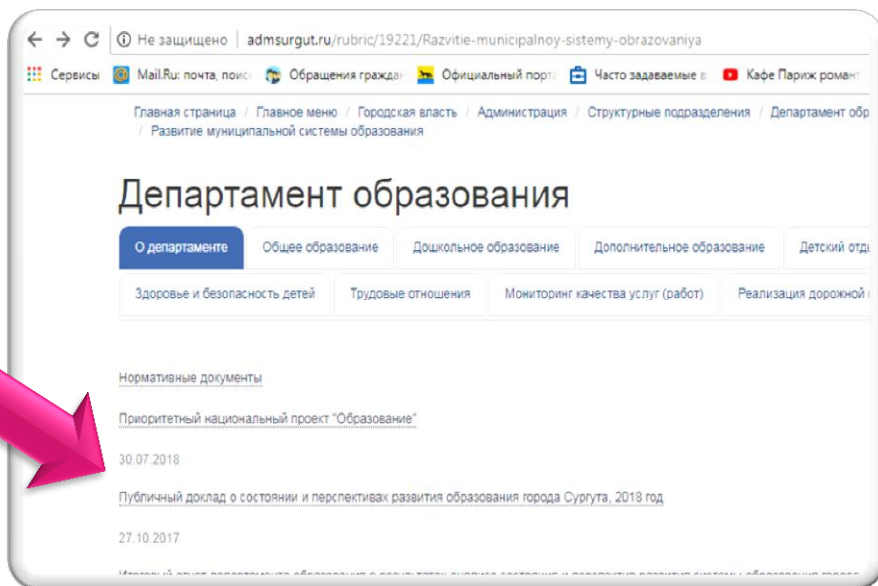 Не защищено | admsurgut.ru/rubric/19221/Razvitie-municipalnoy-sistemy-obrazovaniya
Сервисы Mail.Ru: почта, поис Обращения гражда Официальный порт Часто задаваемые в Кафе Париж романт
Главная страница / Главное меню / Городская власть / Администрация / Структурные подразделения / Департамент обр
/ Развитие муниципальной системы образования
Департамент образования
О департаменте Общее образование Дошкольное образование Дополнительное образование Детский отд
Здоровье и безопасность детей Трудовые отношения Мониторинг качества услуг (работ) Реализация дорожной
Нормативные документы
Приоритетный национальный проект "Образование"
30.07.2018
Публичный доклад о состоянии и перспективах развития образования города Сургута, 2018 год
27.10.2017